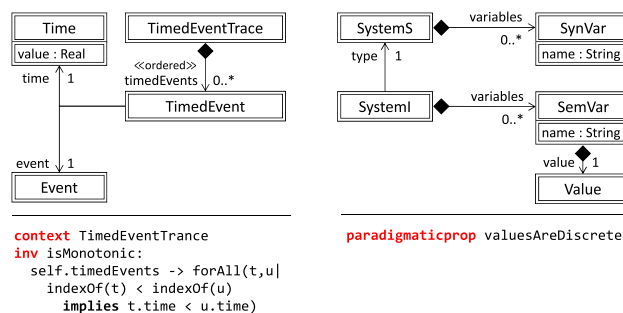 Time
value : Real
time 1
TimedEventTrace
«ordered»
timedEvents 0..*
TimedEvent
event 1
Event
context TimedEventTrance
inv isMonotonic:
self.timedEvents -> forAll(t,u|
indexOf(t) < indexOf(u)
implies t.time < u.time)
SystemS
variables
0..*
SynVar
name : String
type 1
SystemI
variables
0..*
SemVar
name : String
value 1
Value
paradigmaticprop valuesAreDiscrete